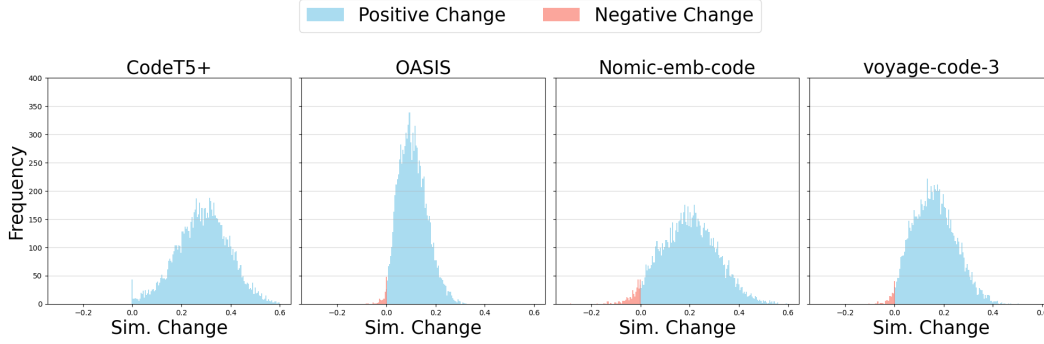 Positive Change Negative Change
CodeT5+ OASIS Nomic-emb-code voyage-code-3
400
350
300
250
200
150
100
50
0
Frequency
−0.2 0.0 0.2 0.4 0.6 −0.2 0.0 0.2 0.4 0.6 −0.2 0.0 0.2 0.4 0.6 −0.2 0.0 0.2 0.4 0.6
Sim. Change Sim. Change Sim. Change Sim. Change